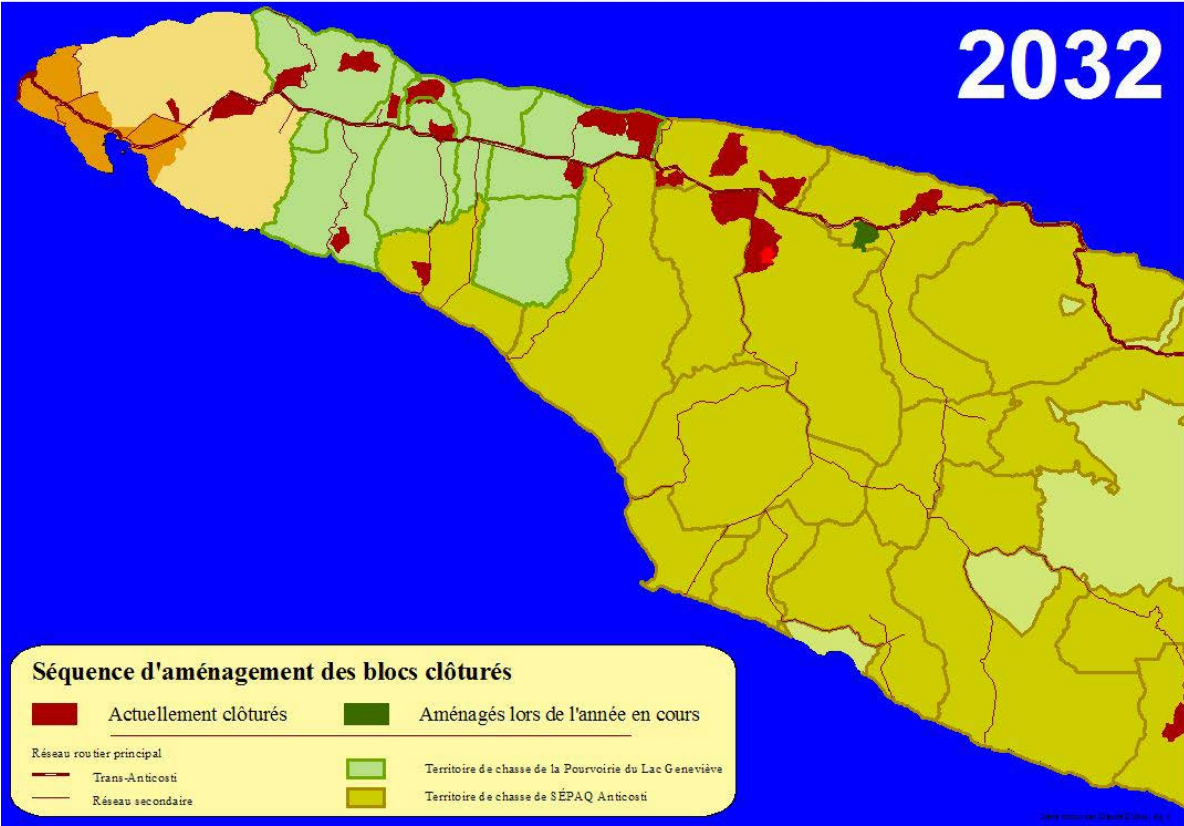 2032
Séquence d'aménagement des blocs clôturés
Actuellement clôturés
Aménagés lors de l'année en cours
Réseau routier principal
Trans-Anticosti
Réseau secondaire
Territoire de chasse de la Pourvoirie du Lac Geneviève
Territoire de chasse de SÉPAQ Anticosti